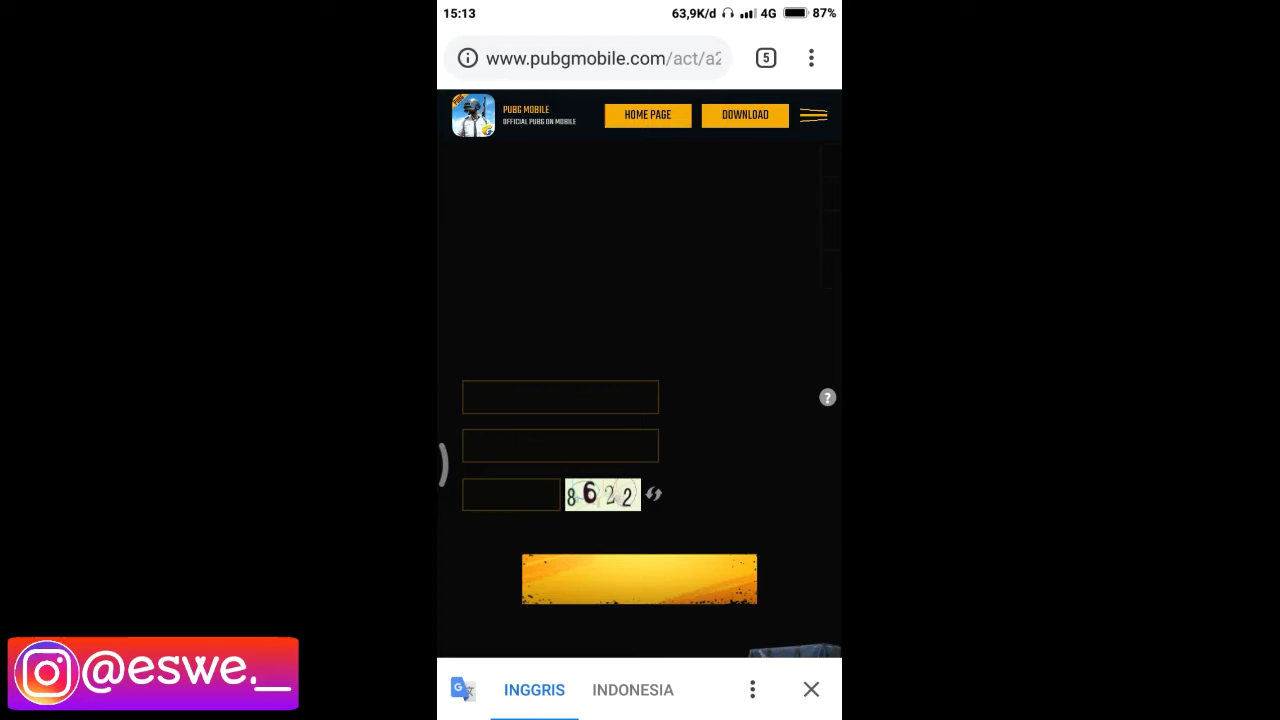 15:13
63,9K/d 4G 87%
www.pubgmobile.com/act/a2
5
PUBG MOBILE
OFFICIAL PUBG ON MOBILE
HOME PAGE
DOWNLOAD
?
8622
INGGRIS
INDONESIA
@eswe.__